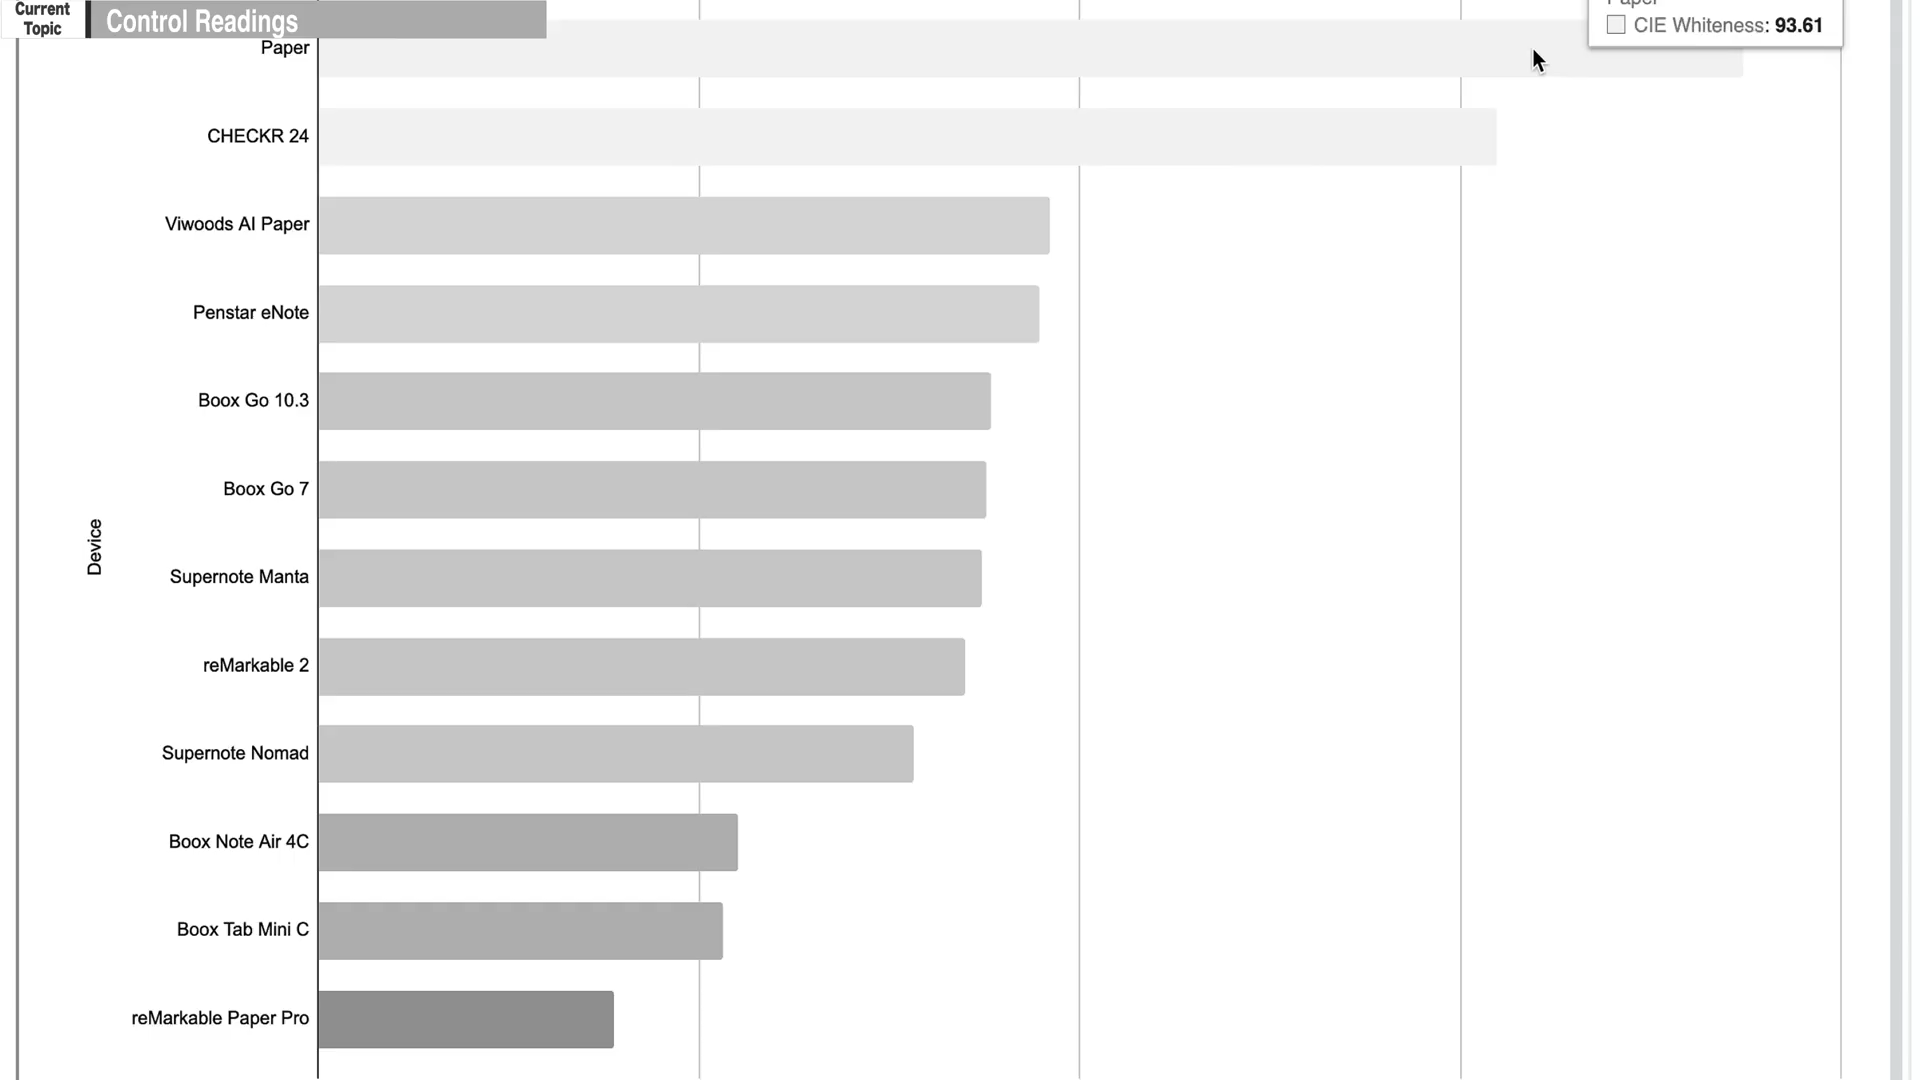 Current
Topic
Control Readings
Paper
CIE Whiteness: 93.61
Paper
CHECKR 24
Viwoods AI Paper
Penstar eNote
Boox Go 10.3
Boox Go 7
Device
Supernote Manta
reMarkable 2
Supernote Nomad
Boox Note Air 4C
Boox Tab Mini C
reMarkable Paper Pro